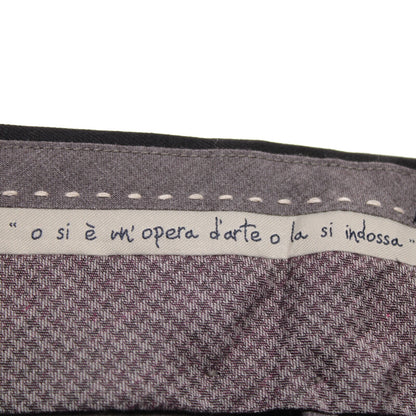 " o si è un'opera d'arte o la si indossa "